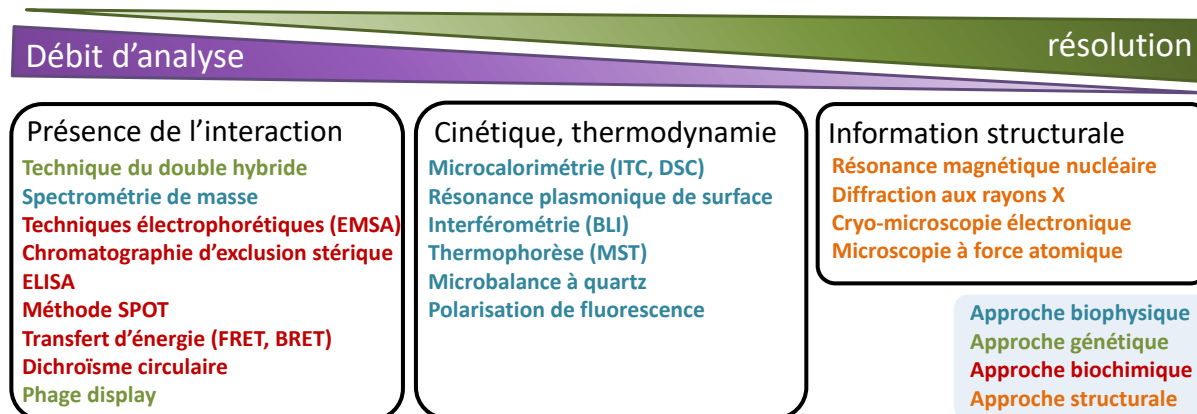 Débit d'analyse
résolution
Présence de l'interaction
Technique du double hybride
Spectrométrie de masse
Techniques électrophorétiques (EMSA)
Chromatographie d'exclusion stérique
ELISA
Méthode SPOT
Transfert d'énergie (FRET, BRET)
Dichroïsme circulaire
Phage display
Cinétique, thermodynamie
Microcalorimétrie (ITC, DSC)
Résonance plasmonique de surface
Interférométrie (BLI)
Thermophorèse (MST)
Microbalance à quartz
Polarisation de fluorescence
Information structurale
Résonance magnétique nucléaire
Diffraction aux rayons X
Cryo-microscopie électronique
Microscopie à force atomique
Approche biophysique
Approche génétique
Approche biochimique
Approche structurale